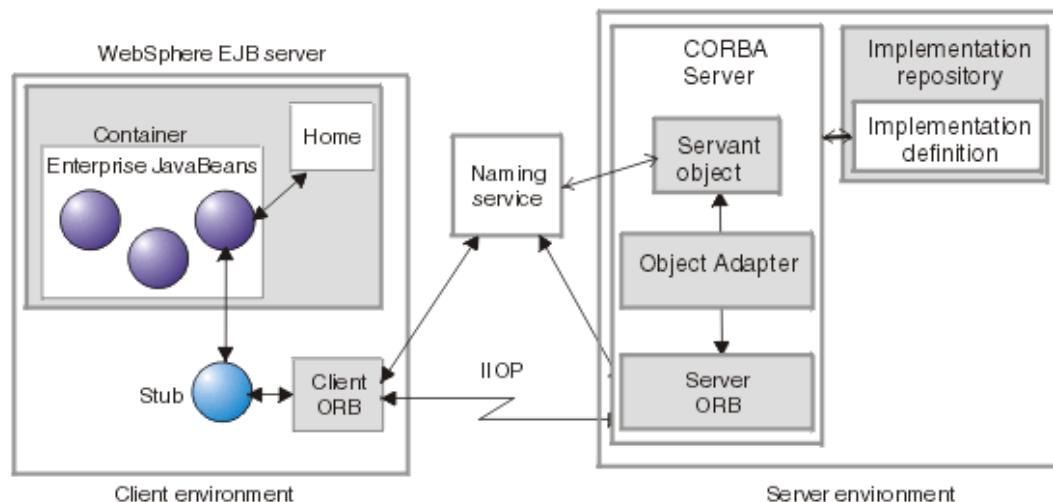 WebSphere EJB server
Container
Enterprise JavaBeans
Home
Stub
Client
ORB
Client environment
Naming
service
IIOP
CORBA
Server
Servant
object
Object Adapter
Server
ORB
Implementation
repository
Implementation
definition
Server environment